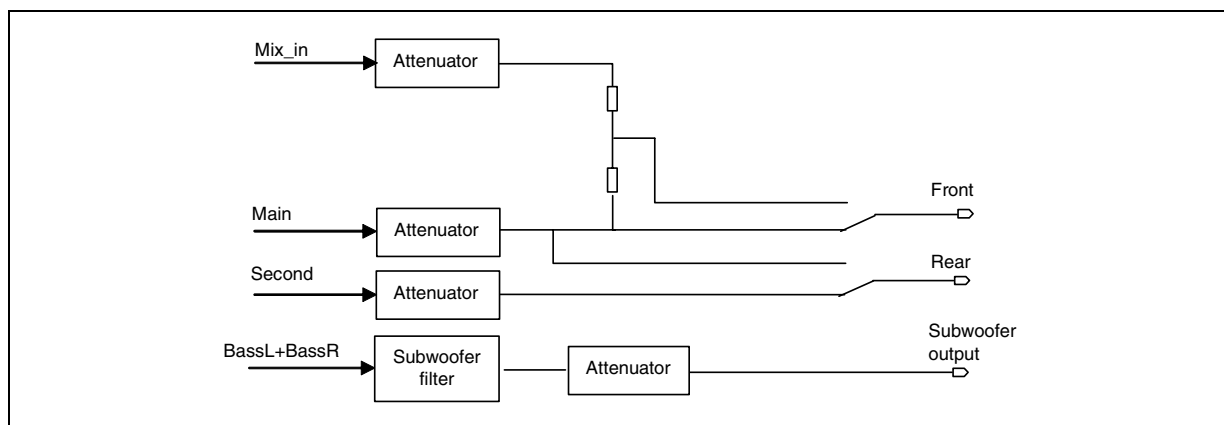 Mix_in
Attenuator
Front
Main
Attenuator
Second
Attenuator
Rear
BassL+BassR
Subwoofer
filter
Attenuator
Subwoofer
output